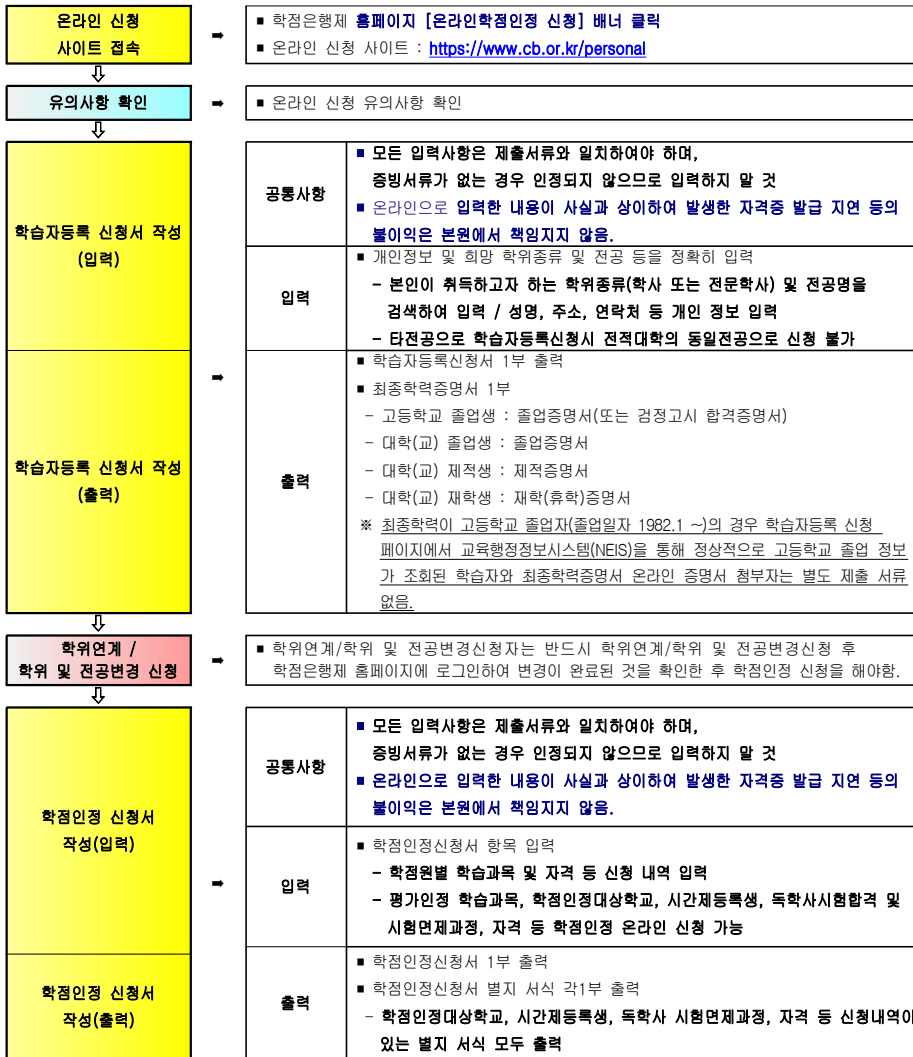 온라인 신청
사이트 접속
➡
■ 학점은행제 홈페이지 [온라인학점인정 신청] 배너 클릭
■ 온라인 신청 사이트 : https://www.cb.or.kr/personal
유의사항 확인
➡
■ 온라인 신청 유의사항 확인
학습자등록 신청서 작성
(입력)
공통사항
■ 모든 입력사항은 제출서류와 일치하여야 하며,
증빙서류가 없는 경우 인정되지 않으므로 입력하지 말 것
■ 온라인으로 입력한 내용이 사실과 상이하여 발생한 자격증 발급 지연 등의
불이익은 본원에서 책임지지 않음.
입력
■ 개인정보 및 희망 학위종류 및 전공 등을 정확히 입력
- 본인이 취득하고자 하는 학위종류(학사 또는 전문학사) 및 전공명을
검색하여 입력 / 성명, 주소, 연락처 등 개인 정보 입력
- 타전공으로 학습자등록신청시 전적대학의 동일전공으로 신청 불가
➡
학습자등록 신청서 작성
(출력)
출력
■ 학습자등록신청서 1부 출력
■ 최종학력증명서 1부
- 고등학교 졸업생 : 졸업증명서(또는 검정고시 합격증명서)
- 대학(교) 졸업생 : 졸업증명서
- 대학(교) 제적생 : 제적증명서
- 대학(교) 재학생 : 재학(휴학)증명서
※ 최종학력이 고등학교 졸업자(졸업일자 1982.1 ~)의 경우 학습자등록 신청
페이지에서 교육행정정보시스템(NEIS)을 통해 정상적으로 고등학교 졸업 정보
가 조회된 학습자와 최종학력증명서 온라인 증명서 첨부자는 별도 제출 서류
없음.
학위연계 /
학위 및 전공변경 신청
➡
■ 학위연계/학위 및 전공변경신청자는 반드시 학위연계/학위 및 전공변경신청 후
학점은행제 홈페이지에 로그인하여 변경이 완료된 것을 확인한 후 학점인정 신청을 해야함.
학점인정 신청서
작성(입력)
공통사항
■ 모든 입력사항은 제출서류와 일치하여야 하며,
증빙서류가 없는 경우 인정되지 않으므로 입력하지 말 것
■ 온라인으로 입력한 내용이 사실과 상이하여 발생한 자격증 발급 지연 등의
불이익은 본원에서 책임지지 않음.
➡
입력
■ 학점인정신청서 항목 입력
- 학점원별 학습과목 및 자격 등 신청 내역 입력
- 평가인정 학습과목, 학점인정대상학교, 시간제등록생, 독학사시험합격 및
시험면제과정, 자격 등 학점인정 온라인 신청 가능
학점인정 신청서
작성(출력)
출력
■ 학점인정신청서 1부 출력
■ 학점인정신청서 별지 서식 각1부 출력
- 학점인정대상학교, 시간제등록생, 독학사 시험면제과정, 자격 등 신청내역이
있는 별지 서식 모두 출력